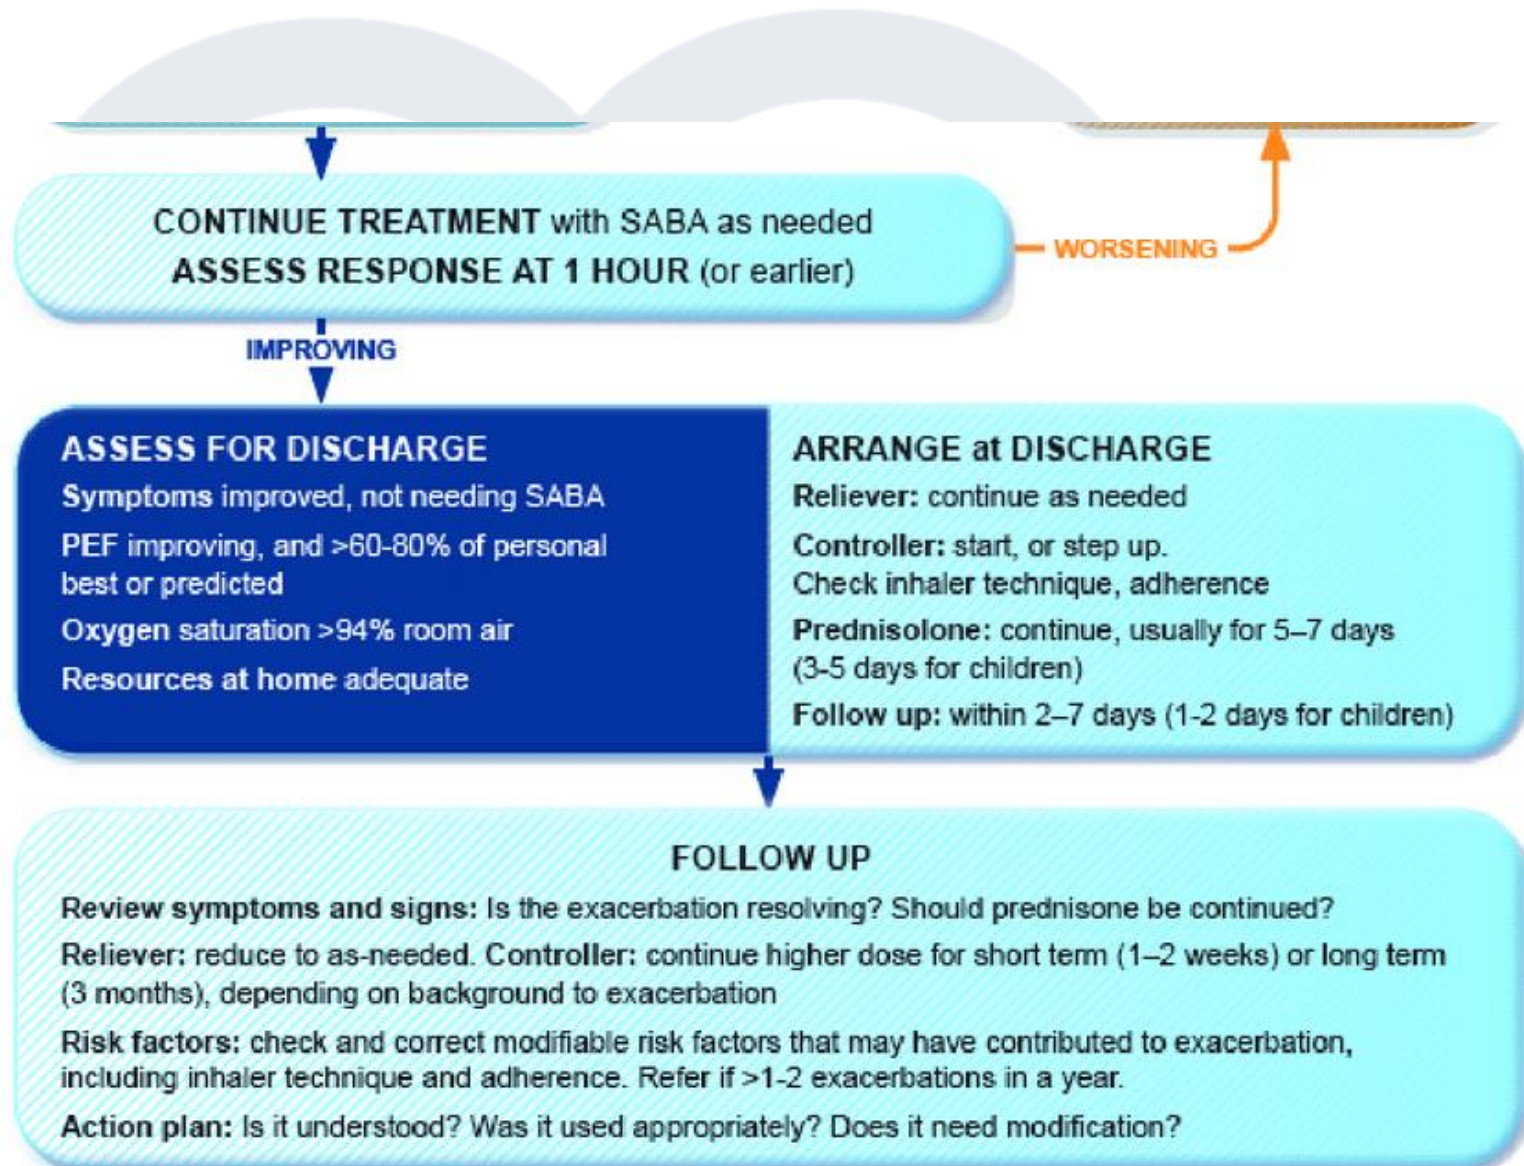 CONTINUE TREATMENT with SABA as needed
ASSESS RESPONSE AT 1 HOUR (or earlier)
WORSENING
IMPROVING
ASSESS FOR DISCHARGE
Symptoms improved, not needing SABA
PEF improving, and >60-80% of personal
best or predicted
Oxygen saturation >94% room air
Resources at home adequate
ARRANGE at DISCHARGE
Reliever: continue as needed
Controller: start, or step up.
Check inhaler technique, adherence
Prednisolone: continue, usually for 5–7 days
(3-5 days for children)
Follow up: within 2–7 days (1-2 days for children)
FOLLOW UP
Review symptoms and signs: Is the exacerbation resolving? Should prednisone be continued?
Reliever: reduce to as-needed. Controller: continue higher dose for short term (1–2 weeks) or long term
(3 months), depending on background to exacerbation
Risk factors: check and correct modifiable risk factors that may have contributed to exacerbation,
including inhaler technique and adherence. Refer if >1-2 exacerbations in a year.
Action plan: Is it understood? Was it used appropriately? Does it need modification?